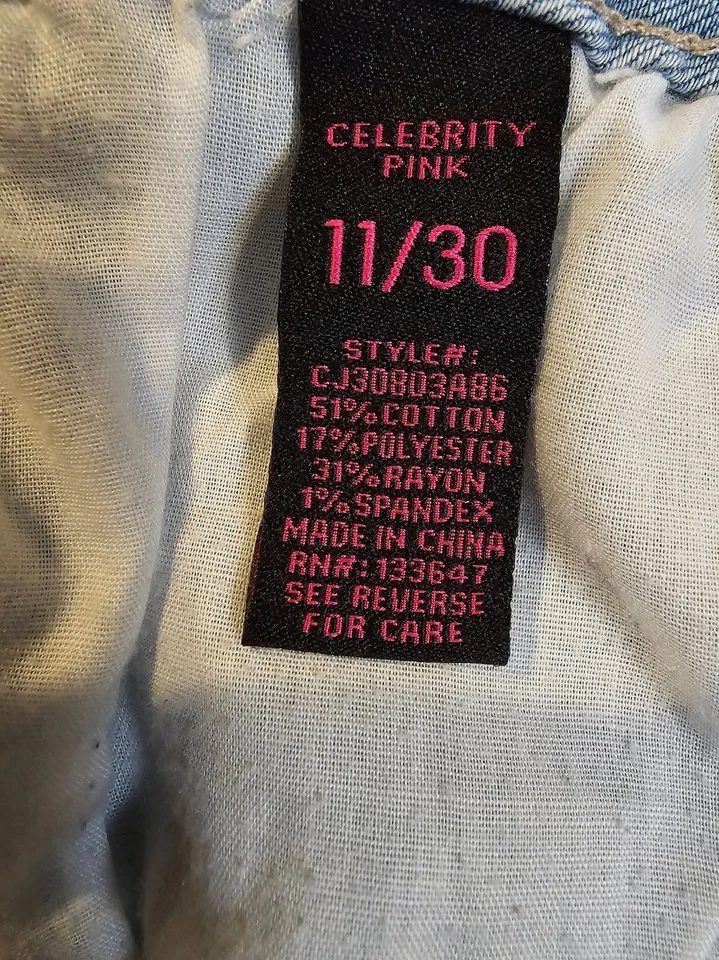 CELEBRITY
PINK
11/30
STYLE#:
CJ30803A86
51%COTTON
17%POLYESTER
31%RAYON
1%SPANDEX
MADE IN CHINA
RN#:133647
SEE REVERSE
FOR CARE